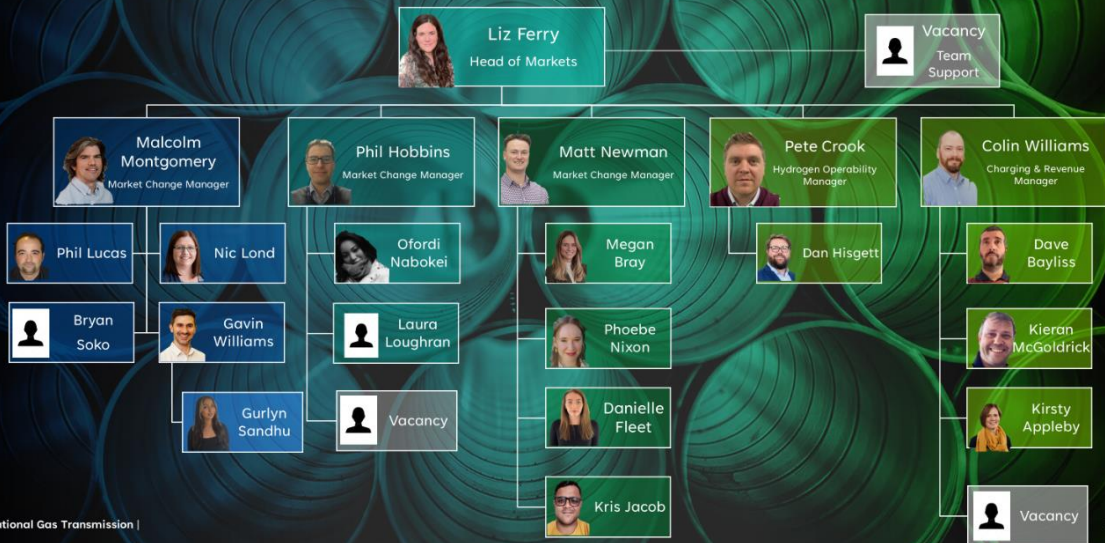 Liz Ferry
Head of Markets
Vacancy
Team
Support
Malcolm
Montgomery
Market Change Manager
Phil Hobbins
Market Change Manager
Matt Newman
Market Change Manager
Pete Crook
Hydrogen Operability
Manager
Colin Williams
Charging & Revenue
Manager
Phil Lucas
Nic Lond
Ofordi
Nabokei
Megan
Bray
Dan Hisgett
Dave
Bayliss
Bryan
Soko
Gavin
Williams
Laura
Loughran
Phoebe
Nixon
Kieran
McGoldrick
Gurlyn
Sandhu
Vacancy
Danielle
Fleet
Kirsty
Appleby
Kris Jacob
Vacancy
ational Gas Transmission |